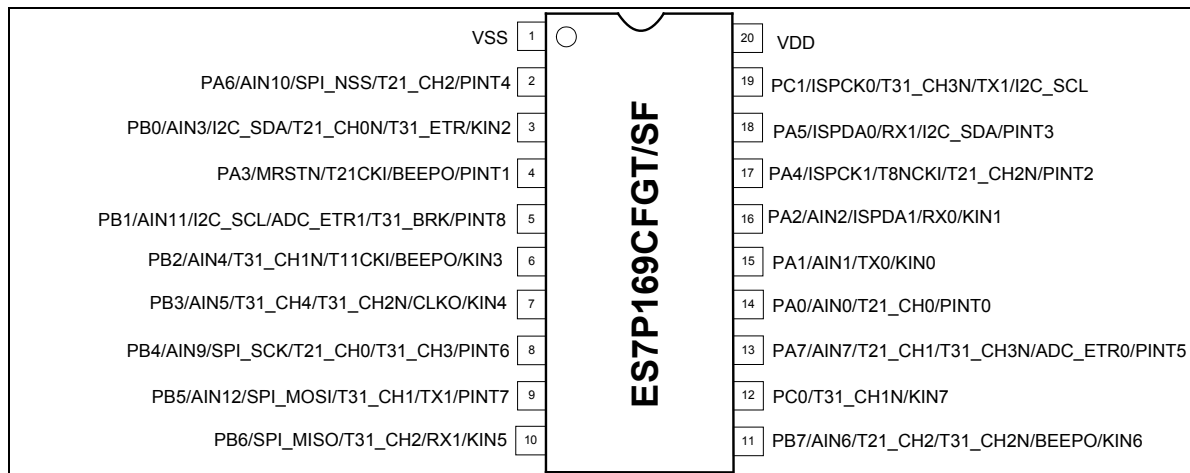 VSS 1
PA6/AIN10/SPI_NSS/T21_CH2/PINT4 2
PB0/AIN3/I2C_SDA/T21_CH0N/T31_ETR/KIN2 3
PA3/MRSTN/T21CKI/BEEPO/PINT1 4
PB1/AIN11/I2C_SCL/ADC_ETR1/T31_BRK/PINT8 5
PB2/AIN4/T31_CH1N/T11CKI/BEEPO/KIN3 6
PB3/AIN5/T31_CH4/T31_CH2N/CLKO/KIN4 7
PB4/AIN9/SPI_SCK/T21_CH0/T31_CH3/PINT6 8
PB5/AIN12/SPI_MOSI/T31_CH1/TX1/PINT7 9
PB6/SPI_MISO/T31_CH2/RX1/KIN5 10
ES7P169CFGT/SF
20 VDD
19 PC1/ISPCK0/T31_CH3N/TX1/I2C_SCL
18 PA5/ISPDA0/RX1/I2C_SDA/PINT3
17 PA4/ISPCK1/T8NCKI/T21_CH2N/PINT2
16 PA2/AIN2/ISPDA1/RX0/KIN1
15 PA1/AIN1/TX0/KIN0
14 PA0/AIN0/T21_CH0/PINT0
13 PA7/AIN7/T21_CH1/T31_CH3N/ADC_ETR0/PINT5
12 PC0/T31_CH1N/KIN7
11 PB7/AIN6/T21_CH2/T31_CH2N/BEEPO/KIN6